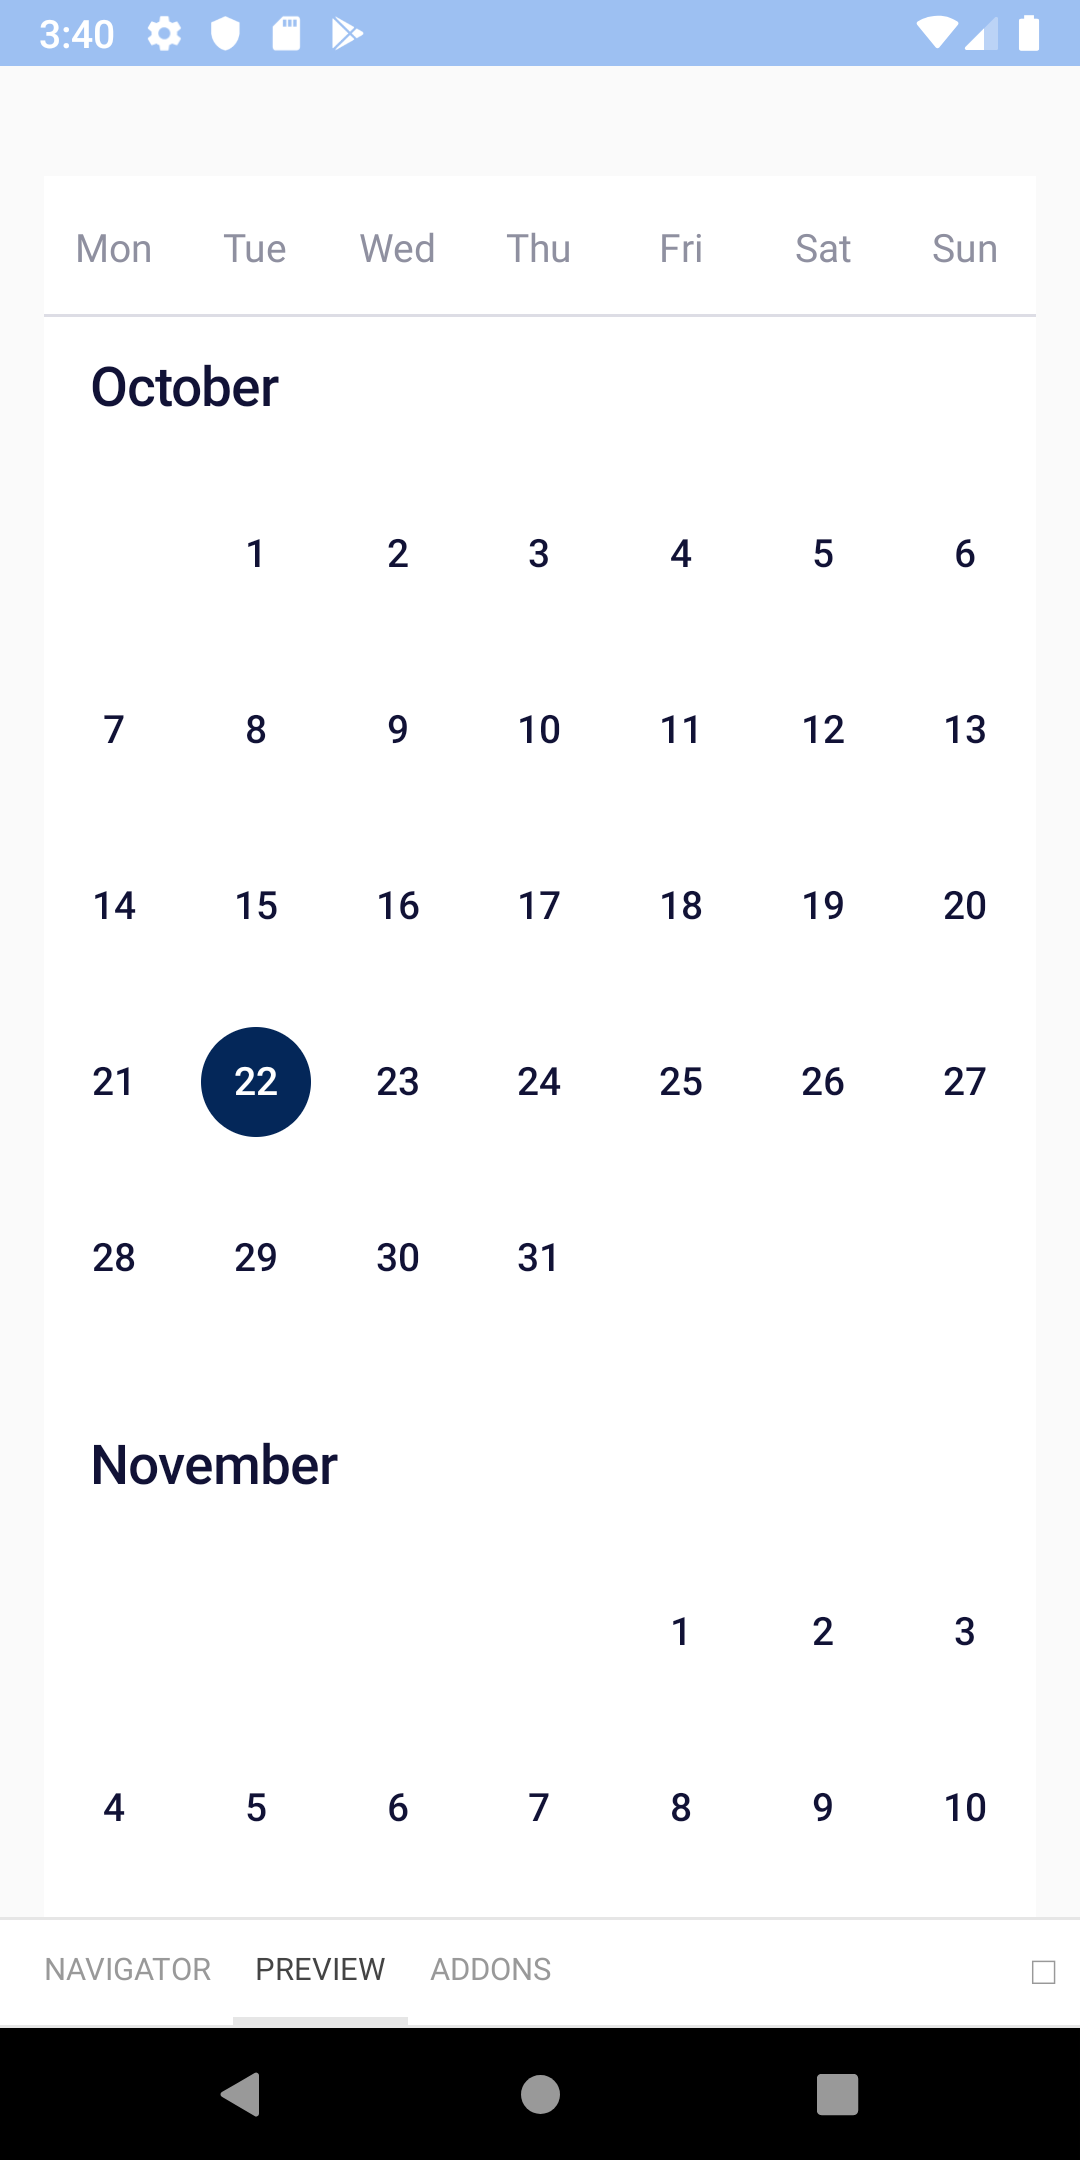 3:40
Mon Tue Wed Thu Fri Sat Sun
October
1 2 3 4 5 6
7 8 9 10 11 12 13
14 15 16 17 18 19 20
21 22 23 24 25 26 27
28 29 30 31
November
1 2 3
4 5 6 7 8 9 10
NAVIGATOR PREVIEW ADDONS